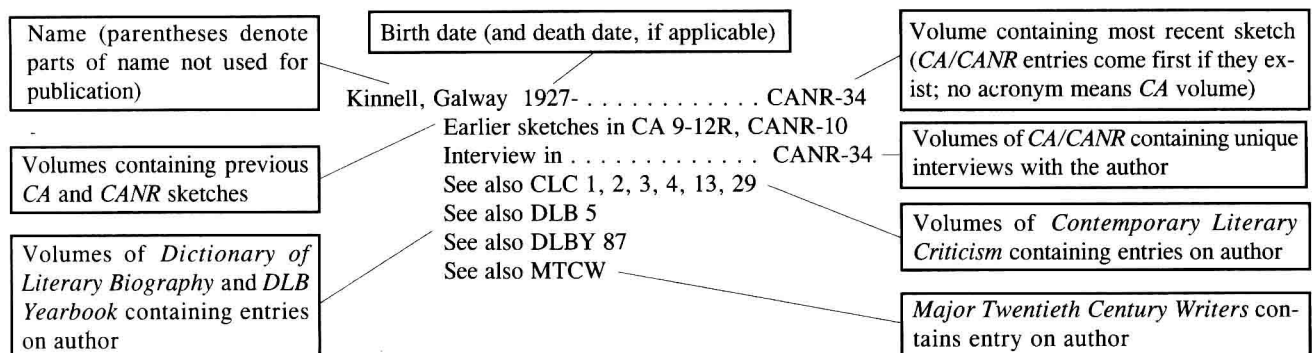 Name (parentheses denote
parts of name not used for
publication)
Birth date (and death date, if applicable)
Volume containing most recent sketch
(CA/CANR entries come first if they ex-
ist; no acronym means CA volume)
Kinnell, Galway 1927- . . . . . . . . . . . . CANR-34
Earlier sketches in CA 9-12R, CANR-10
Interview in . . . . . . . . . . . . . CANR-34
See also CLC 1, 2, 3, 4, 13, 29
See also DLB 5
See also DLBY 87
See also MTCW
Volumes containing previous
CA and CANR sketches
Volumes of CA/CANR containing unique
interviews with the author
Volumes of Dictionary of
Literary Biography and DLB
Yearbook containing entries
on author
Volumes of Contemporary Literary
Criticism containing entries on author
Major Twentieth Century Writers con-
tains entry on author